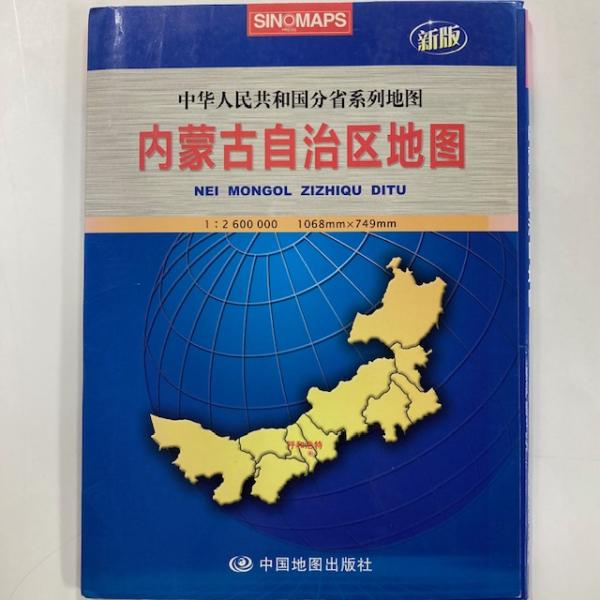 SINOMAPS
PRESS
新版
中华人民共和国分省系列地图
内蒙古自治区地图
NEI MONGOL ZIZHIQU DITU
1:2 600 000 1068mm×749mm
呼和浩特
中国地图出版社